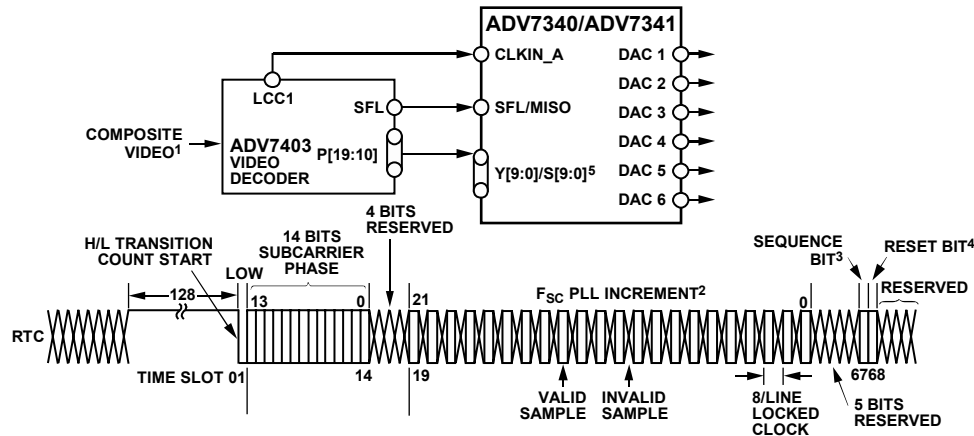 ADV7340/ADV7341
CLKIN_A
DAC 1
DAC 2
LCC1
SFL
SFL/MISO
DAC 3
COMPOSITE
VIDEO1
ADV7403
VIDEO
DECODER
P[19:10]
DAC 4
Y[9:0]/S[9:0]5
DAC 5
DAC 6
4 BITS
RESERVED
H/L TRANSITION
COUNT START
14 BITS
SUBCARRIER
PHASE
SEQUENCE
BIT3
RESET BIT4
LOW
RESERVED
128
13
0
21
FSC PLL INCREMENT2
0
RTC
TIME SLOT 01
14
19
6768
VALID
SAMPLE
INVALID
SAMPLE
8/LINE
LOCKED
CLOCK
5 BITS
RESERVED